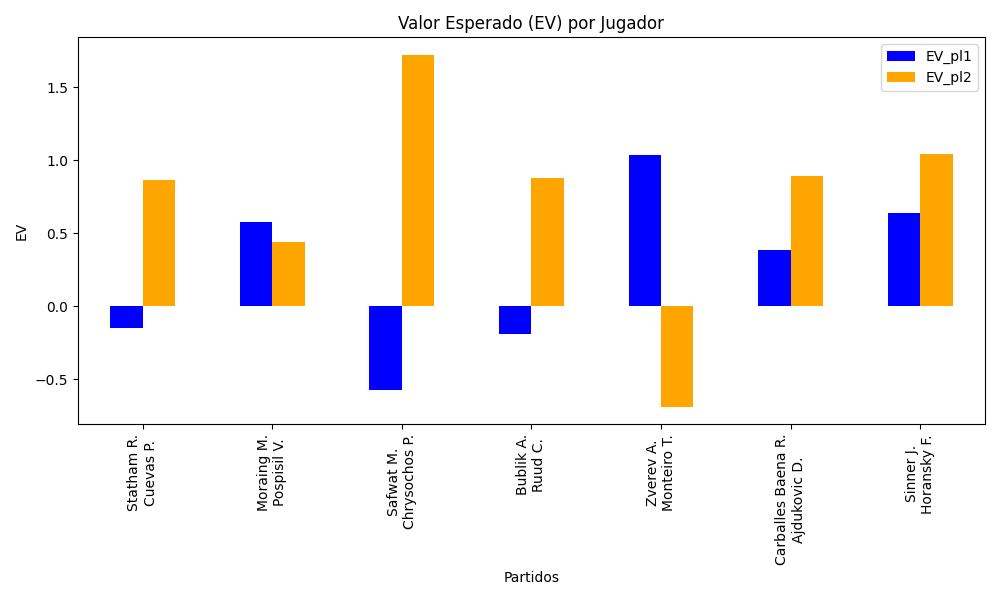 Valor Esperado (EV) por Jugador
EV_pl1
EV_pl2
EV
1.5
1.0
0.5
0.0
−0.5
Statham R.
Cuevas P.
Moraing M.
Pospisil V.
Safwat M.
Chrysochos P.
Bublik A.
Ruud C.
Zverev A.
Monteiro T.
Carballes Baena R.
Ajdukovic D.
Sinner J.
Horansky F.
Partidos